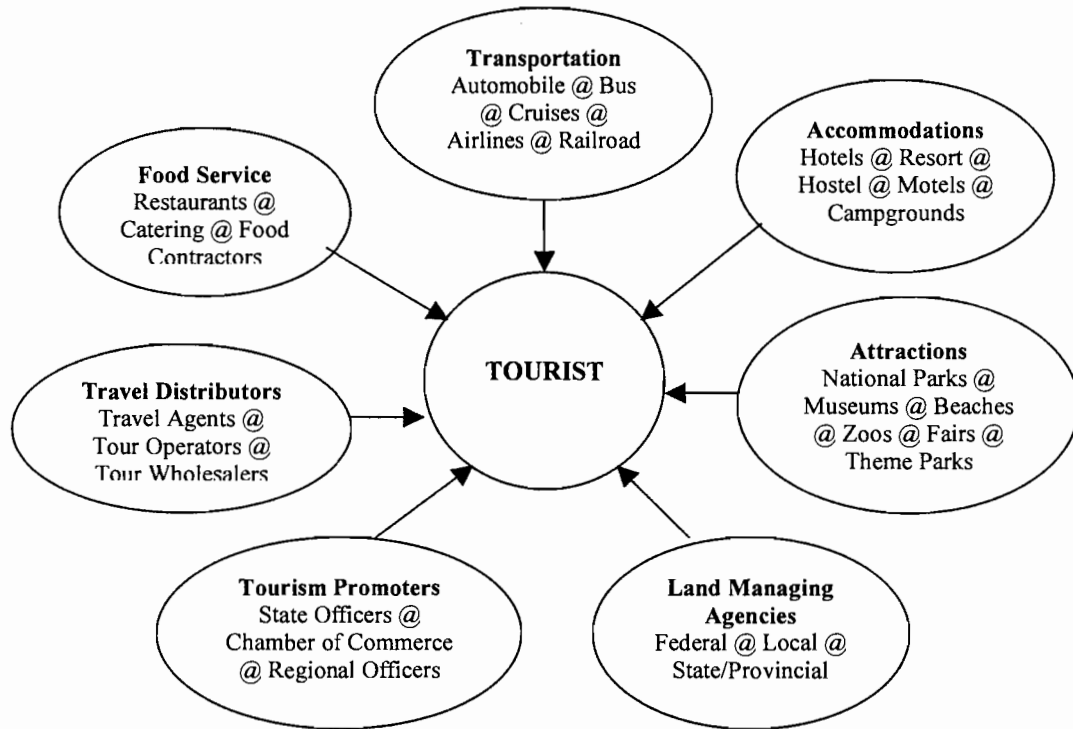 Transportation
Automobile @ Bus
@ Cruises @
Airlines @ Railroad
Accommodations
Hotels @ Resort @
Hostel @ Motels @
Campgrounds
Food Service
Restaurants @
Catering @ Food
Contractors
TOURIST
Attractions
National Parks @
Museums @ Beaches
@ Zoos @ Fairs @
Theme Parks
Travel Distributors
Travel Agents @
Tour Operators @
Tour Wholesalers
Tourism Promoters
State Officers @
Chamber of Commerce
@ Regional Officers
Land Managing
Agencies
Federal @ Local @
State/Provincial